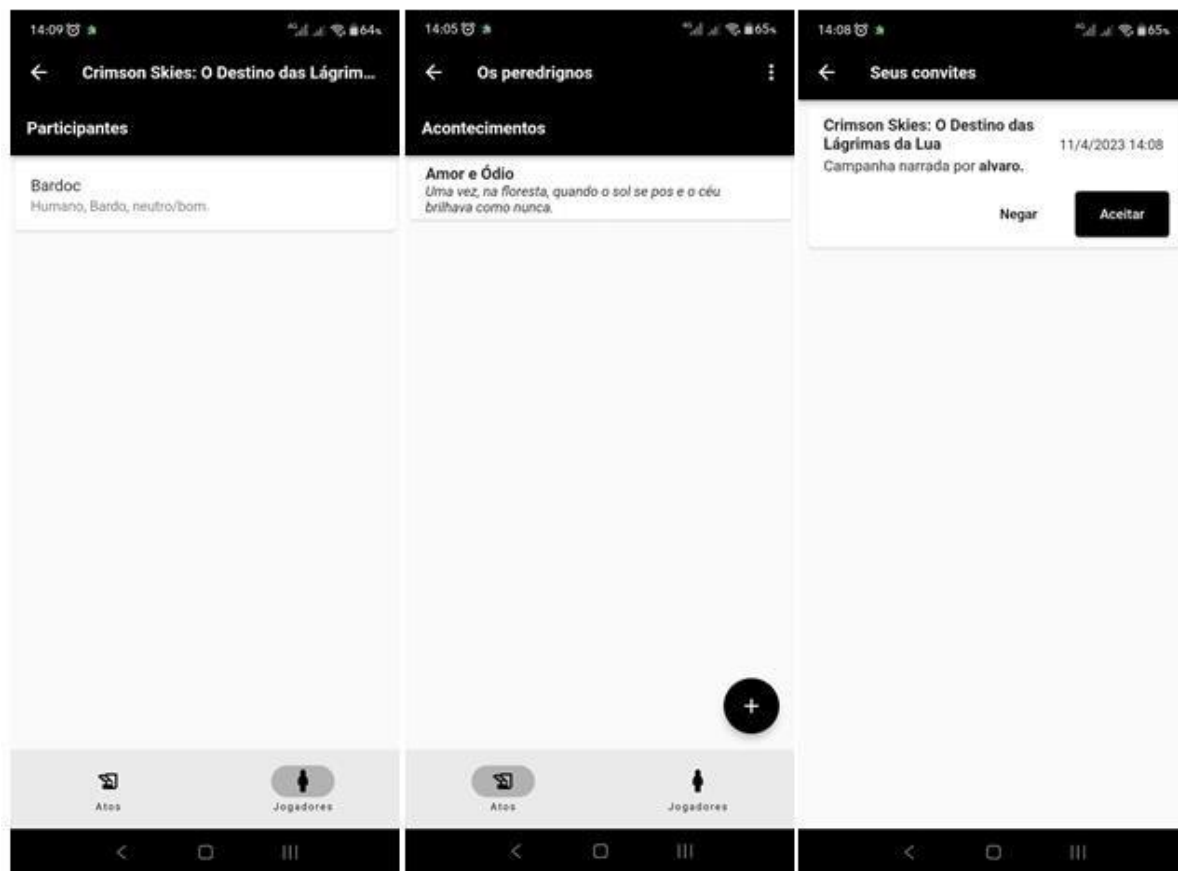 14:09
64%
Crimson Skies: O Destino das Lágrim...
Participantes
Bardoc
Humano, Bardo, neutro/bom.
Atos
Jogadores
14:05
65%
Os peredrignos
Acontecimentos
Amor e Ódio
Uma vez, na floresta, quando o sol se pos e o céu
brilhava como nunca.
+
Atos
Jogadores
14:08
65%
Seus convites
Crimson Skies: O Destino das
Lágrimas da Lua
11/4/2023 14:08
Campanha narrada por alvaro.
Negar
Aceitar